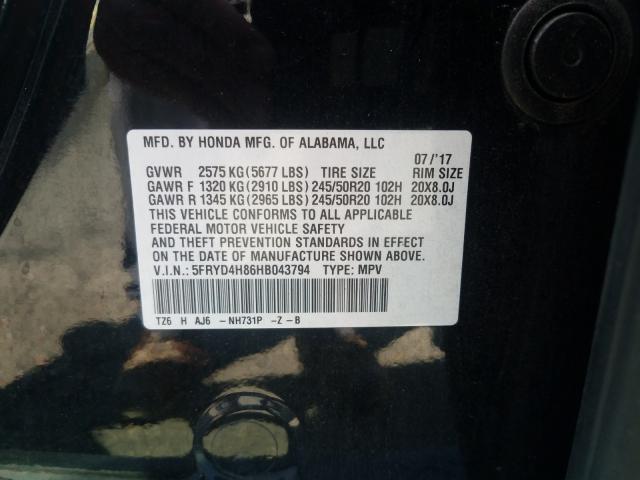 MFD. BY HONDA MFG. OF ALABAMA, LLC 07/'17
GVWR 2575 KG (5677 LBS) TIRE SIZE RIM SIZE
GAWR F 1320 KG (2910 LBS) 245/50R20 102H 20X8.0J
GAWR R 1345 KG (2965 LBS) 245/50R20 102H 20X8.0J
THIS VEHICLE CONFORMS TO ALL APPLICABLE
FEDERAL MOTOR VEHICLE SAFETY
AND THEFT PREVENTION STANDARDS IN EFFECT
ON THE DATE OF MANUFACTURE SHOWN ABOVE.
V.I.N.: 5FRYD4H86HB043794 TYPE: MPV
TZ6 H AJ6 - NH731P -Z - B